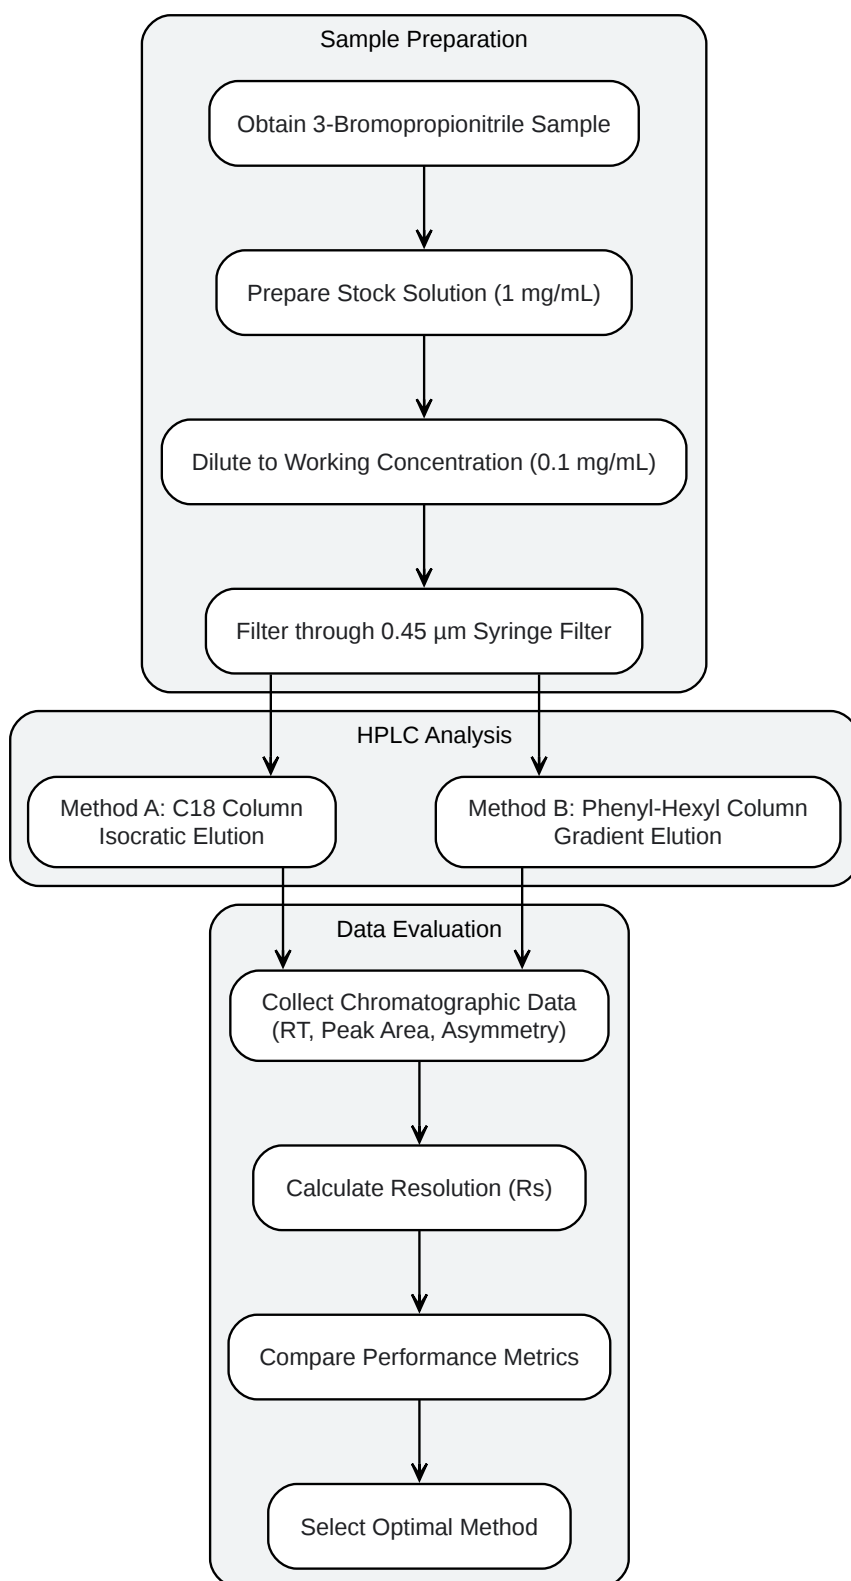 Sample Preparation
Obtain 3-Bromopropionitrile Sample
Prepare Stock Solution (1 mg/mL)
Dilute to Working Concentration (0.1 mg/mL)
Filter through 0.45 µm Syringe Filter
HPLC Analysis
Method A: C18 Column
Isocratic Elution
Method B: Phenyl-Hexyl Column
Gradient Elution
Data Evaluation
Collect Chromatographic Data
(RT, Peak Area, Asymmetry)
Calculate Resolution (Rs)
Compare Performance Metrics
Select Optimal Method